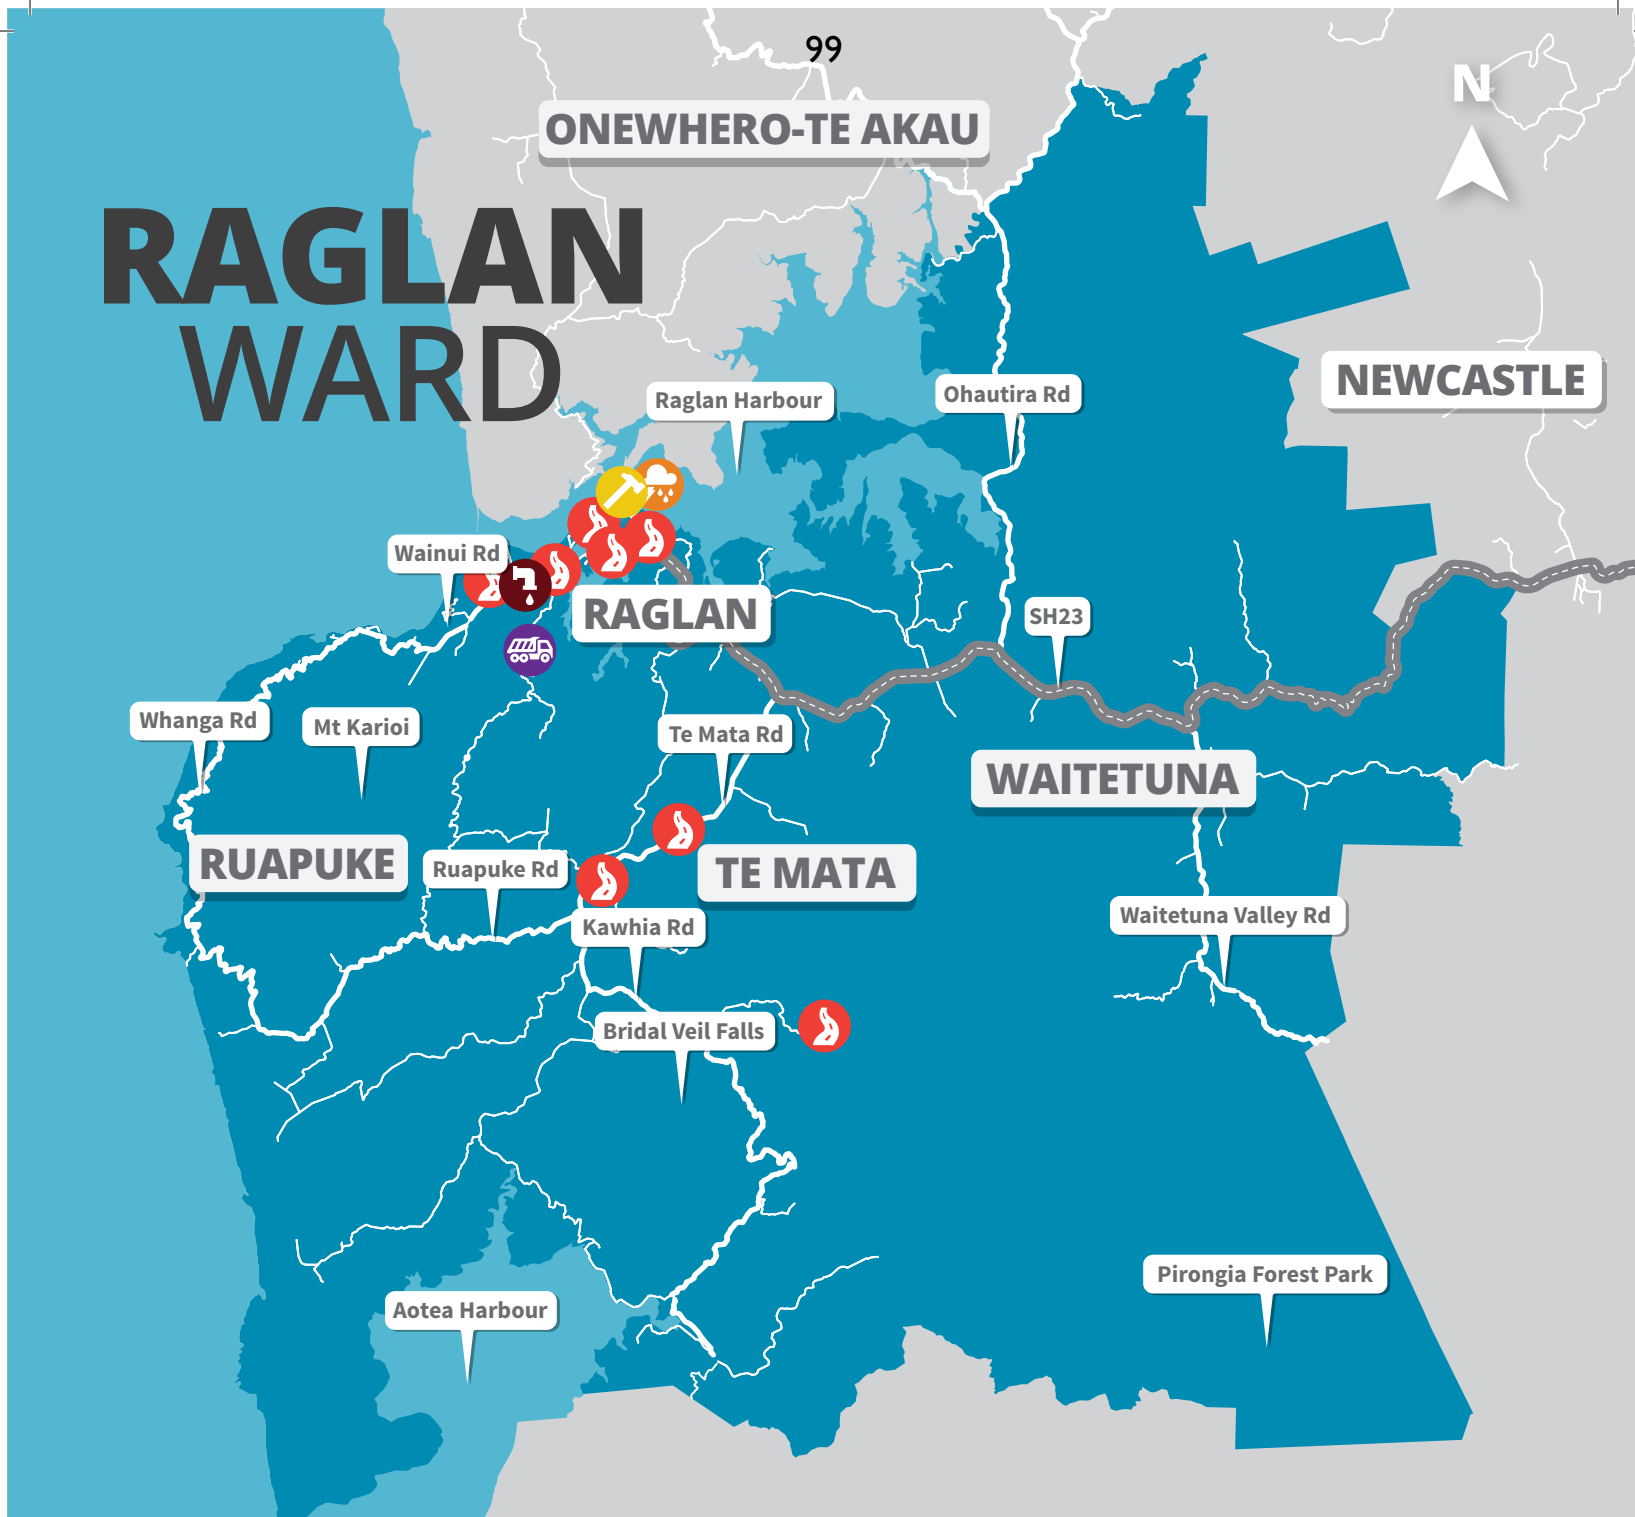 99
N
ONEWHERO-TE AKAU
RAGLAN
WARD
NEWCASTLE
Raglan Harbour
Ohautira Rd
Wainui Rd
RAGLAN
SH23
Whanga Rd
Mt Karioi
Te Mata Rd
WAITETUNA
RUAPUKE
Ruapuke Rd
TE MATA
Kawhia Rd
Waitetuna Valley Rd
Bridal Veil Falls
Pirongia Forest Park
Aotea Harbour